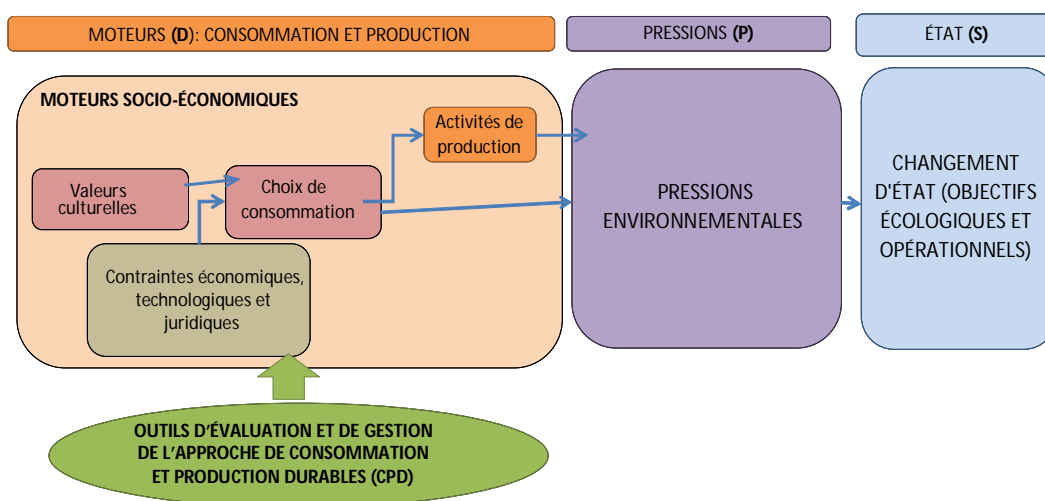 MOTEURS (D): CONSOMMATION ET PRODUCTION
PRESSIONS (P)
ÉTAT (S)
MOTEURS SOCIO-ÉCONOMIQUES
Activités de
production
Valeurs
culturelles
Choix de
consommation
Contraintes économiques,
technologiques et
juridiques
PRESSIONS
ENVIRONNEMENTALES
CHANGEMENT
D'ÉTAT (OBJECTIFS
ÉCOLOGIQUES ET
OPÉRATIONNELS)
OUTILS D'ÉVALUATION ET DE GESTION
DE L'APPROCHE DE CONSOMMATION
ET PRODUCTION DURABLES (CPD)